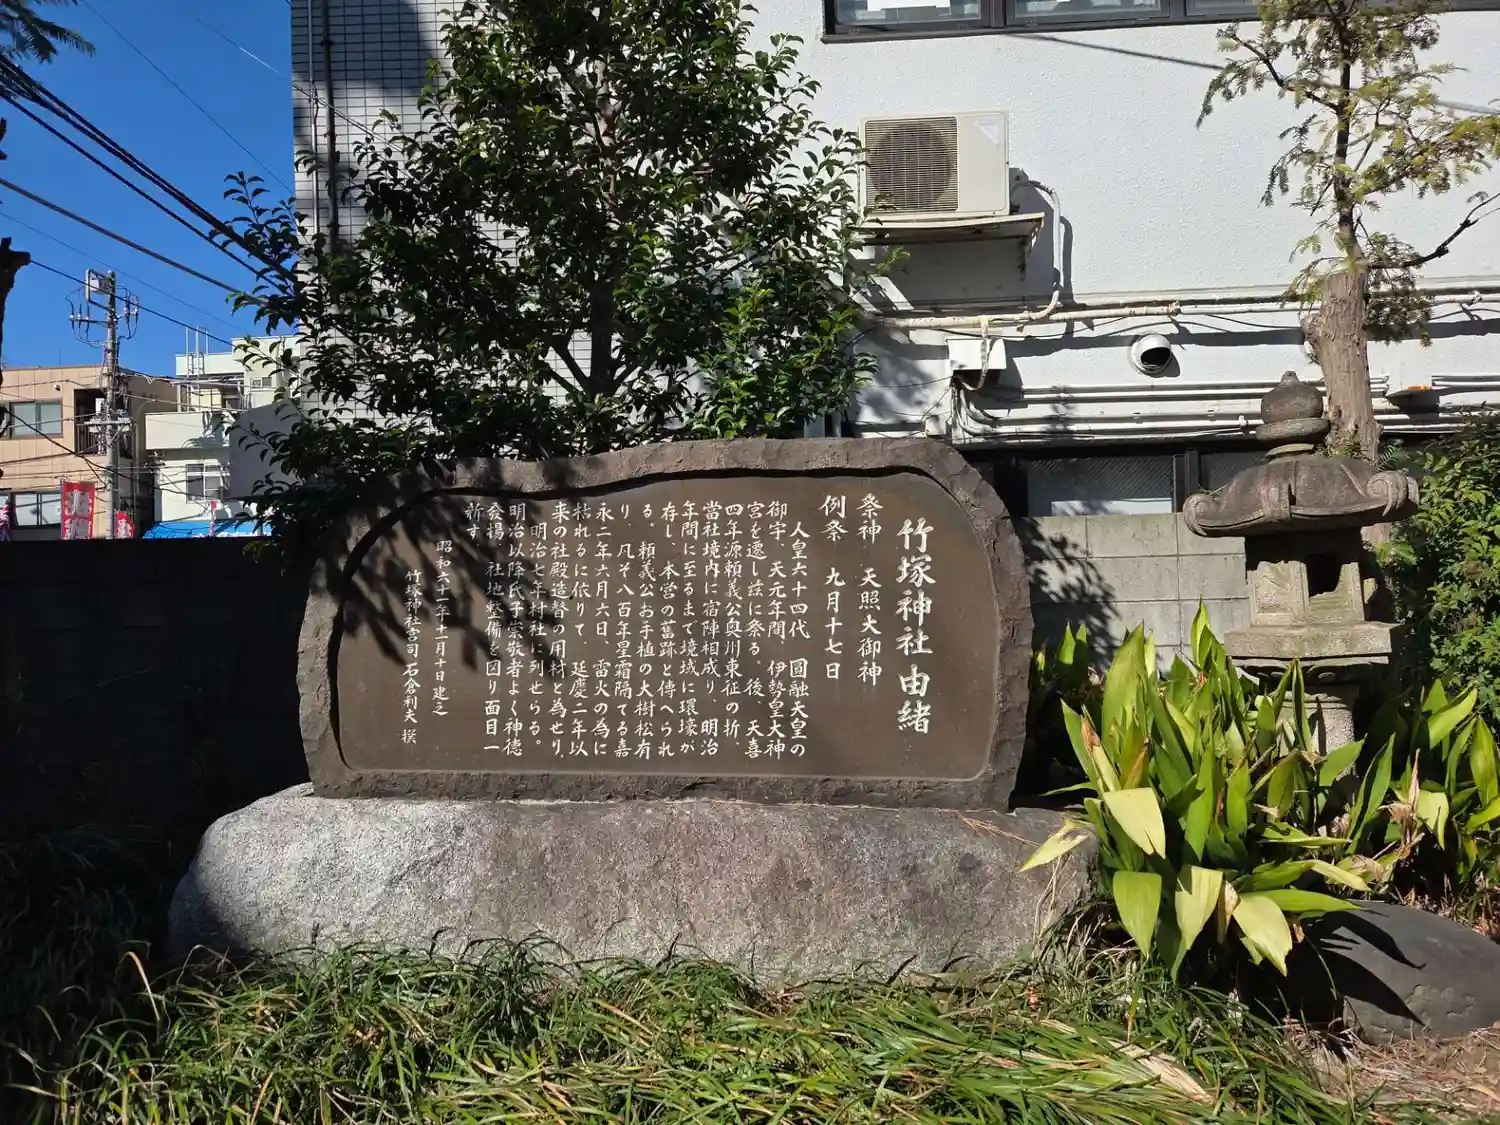 竹塚神社由緒
祭神　天照大御神
例祭　九月十七日
人皇六十四代　圓融天皇の
御宇、天元年間、伊勢皇大神
宮を遷し茲に祭る。後、天喜
四年源頼義公奥州東征の折、
當社境内に宿陣相成り、明治
年間に至るまで境域に環壕が
存し、本営の舊跡と傳へられ
る。頼義公お手植の大樹松有
り、凡そ八百年星霜隔てる嘉
永二年六月六日、雷火の為に
枯れるに依りて、延慶二年以
来の社殿造替の用材と為せり。
明治七年村社に列せらる。
明治以降氏子崇敬者よく神徳
会揚、社地整備を図り面目一
新す。
昭和六十一年十一月十日建之
竹塚神社宮司　石倉利夫　撰